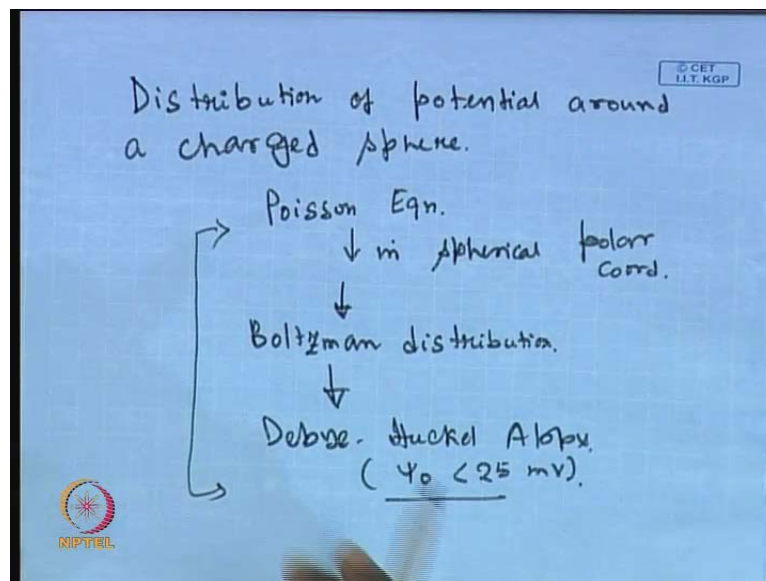 © CET
I.I.T. KGP
Distribution of potential around
a charged sphere.
Poisson Eqn.
↓ in spherical polar
coord.
↓
Boltzman distribution.
↓
Debye-Huckel Appx.
( Ψ₀ < 25 mV).
NPTEL